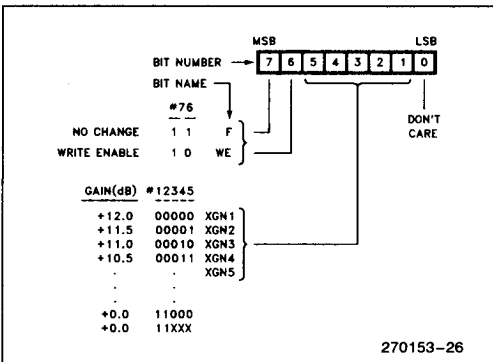 MSB LSB
BIT NUMBER 7 6 5 4 3 2 1 0
BIT NAME
#76
DON'T
CARE
NO CHANGE 1 1 F
WRITE ENABLE 1 0 WE
GAIN(dB) #12345
+12.0 00000 XGN1
+11.5 00001 XGN2
+11.0 00010 XGN3
+10.5 00011 XGN4
. . XGN5
. .
. .
+0.0 11000
+0.0 11XXX
270153-26